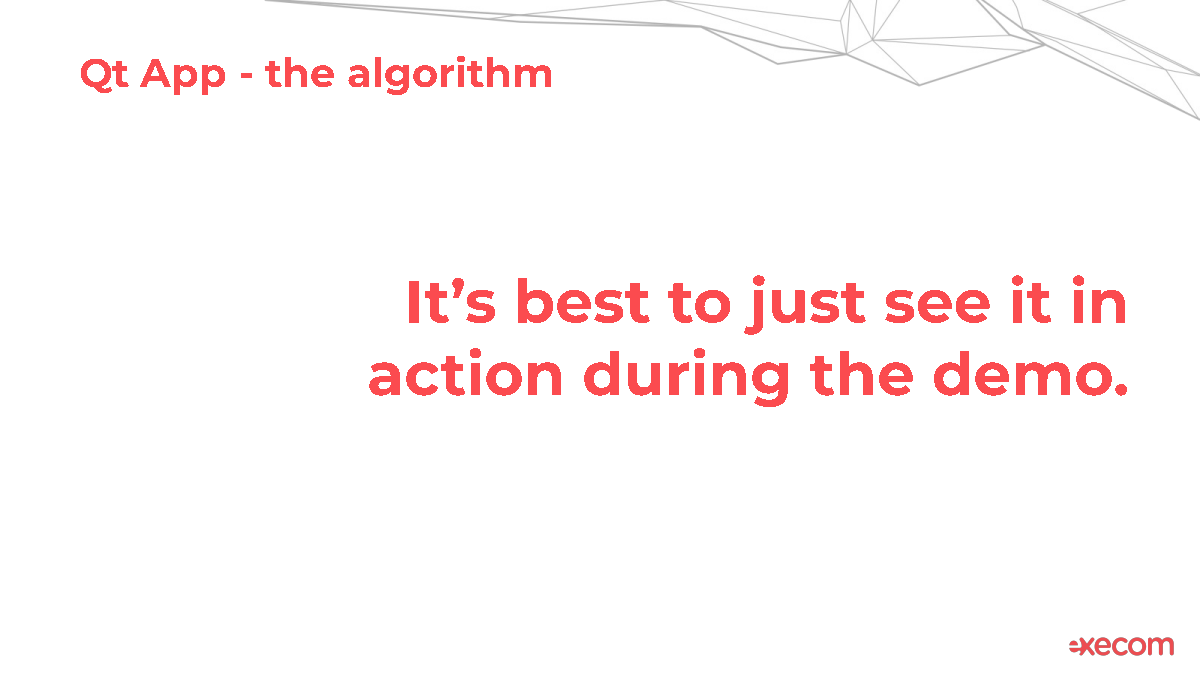 Qt App - the algorithm
It’s best to just see it in
action during the demo.
execom